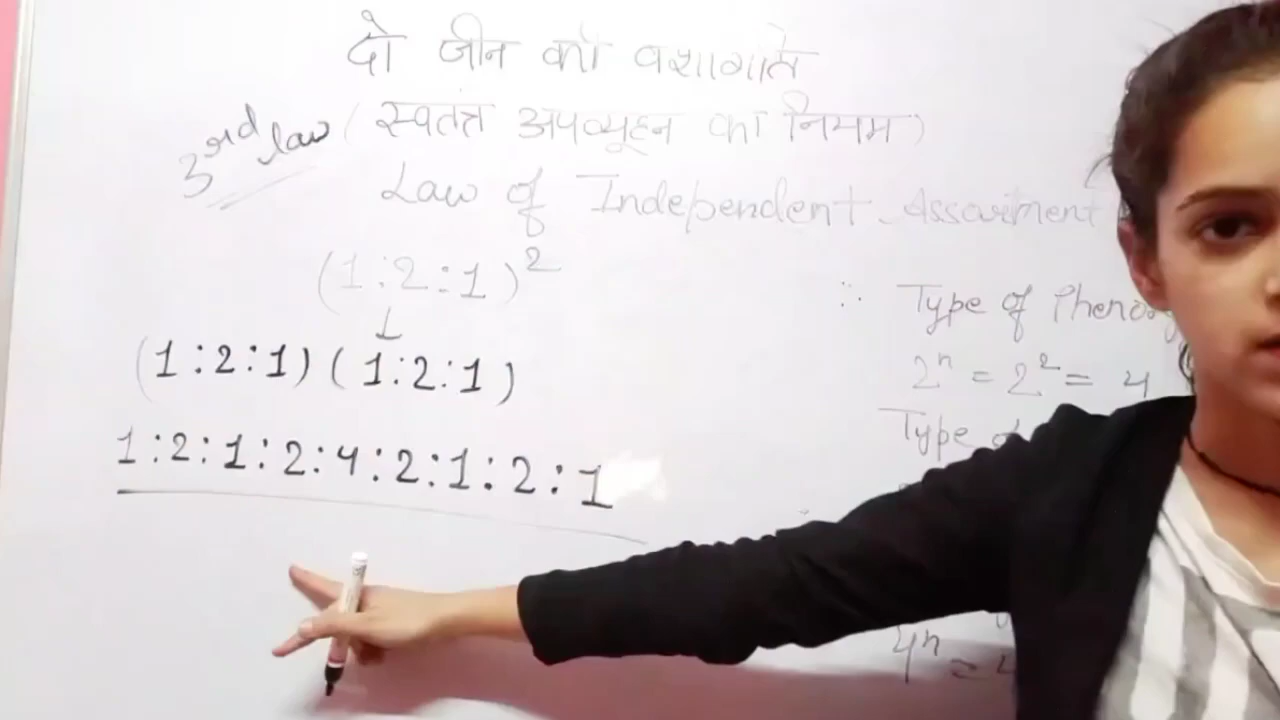 दो जीन की वंशागति
3rd law (स्वतंत्र अपव्यूहन का नियम)
Law of Independent Assortment
(1:2:1)²
↓
(1:2:1)(1:2:1)
1:2:1:2:4:2:1:2:1
∴ Type of
2ⁿ = 2² = 4
Type of
4ⁿ =